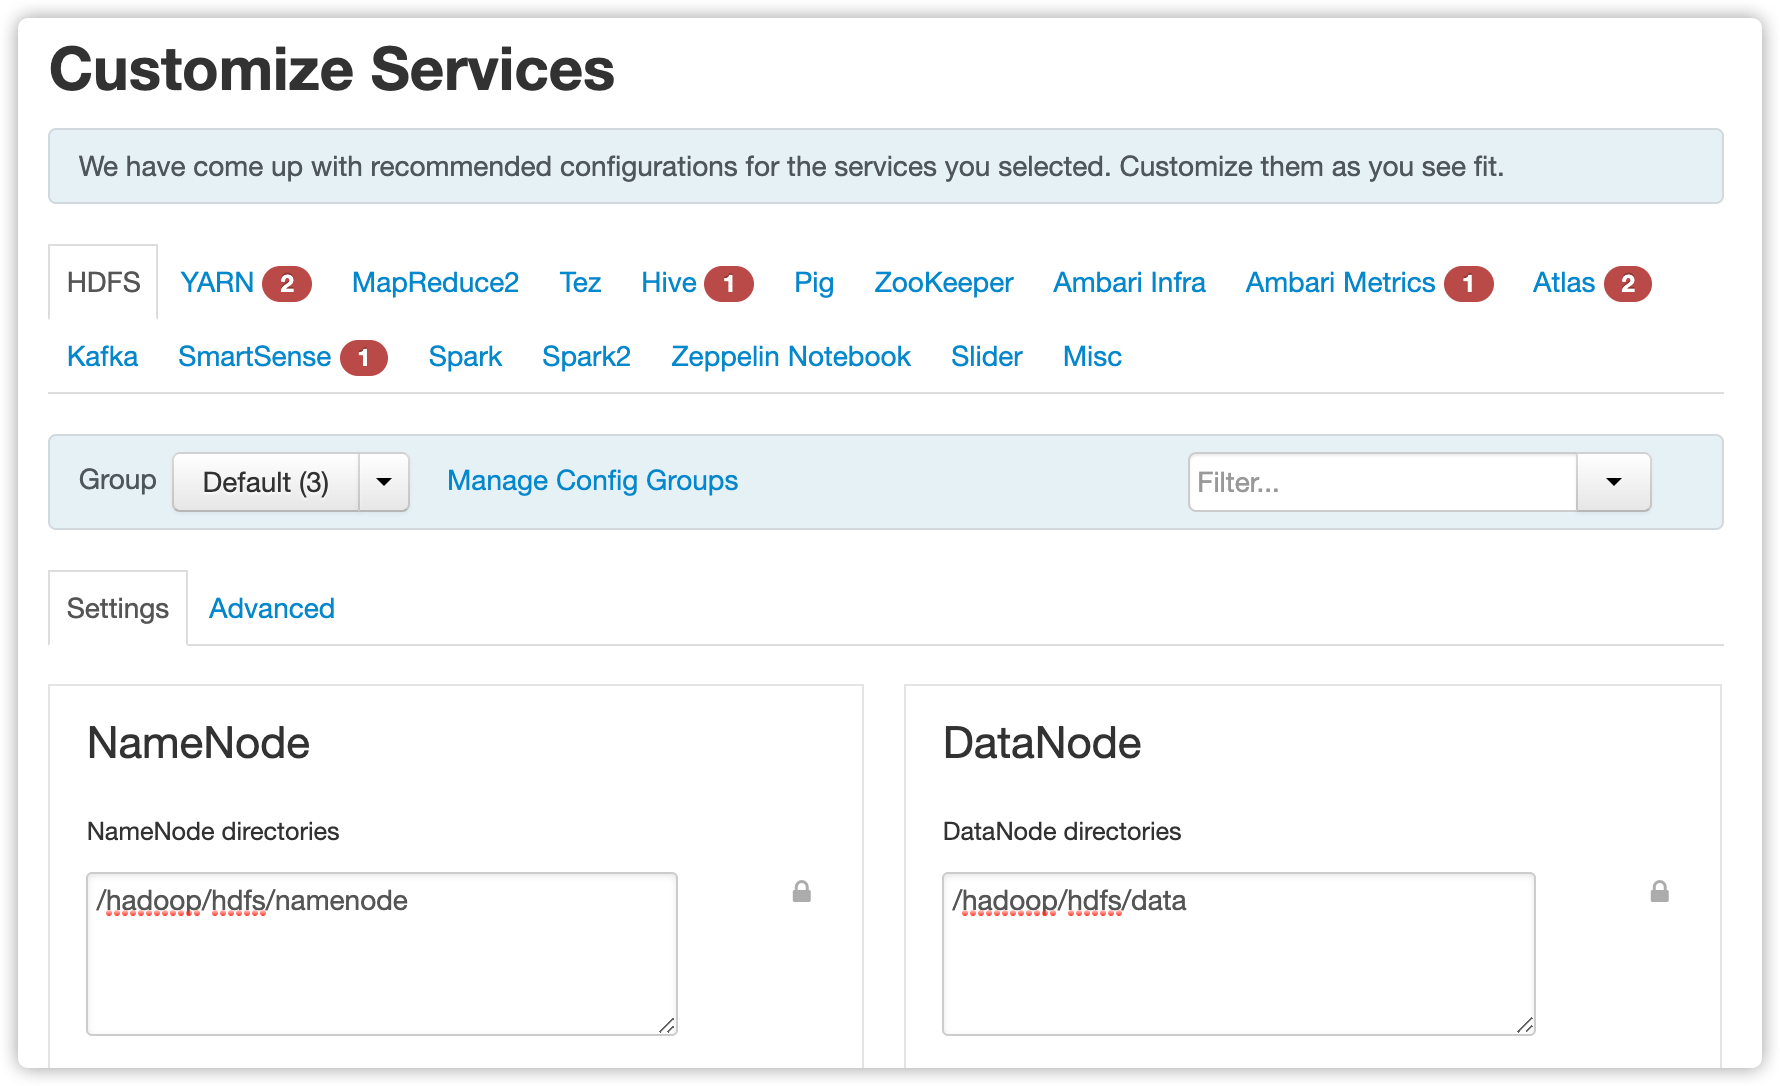 Customize Services
We have come up with recommended configurations for the services you selected. Customize them as you see fit.
HDFS YARN 2 MapReduce2 Tez Hive 1 Pig ZooKeeper Ambari Infra Ambari Metrics 1 Atlas 2
Kafka SmartSense 1 Spark Spark2 Zeppelin Notebook Slider Misc
Group Default (3) Manage Config Groups Filter...
Settings Advanced
NameNode DataNode
NameNode directories DataNode directories
/hadoop/hdfs/namenode /hadoop/hdfs/data